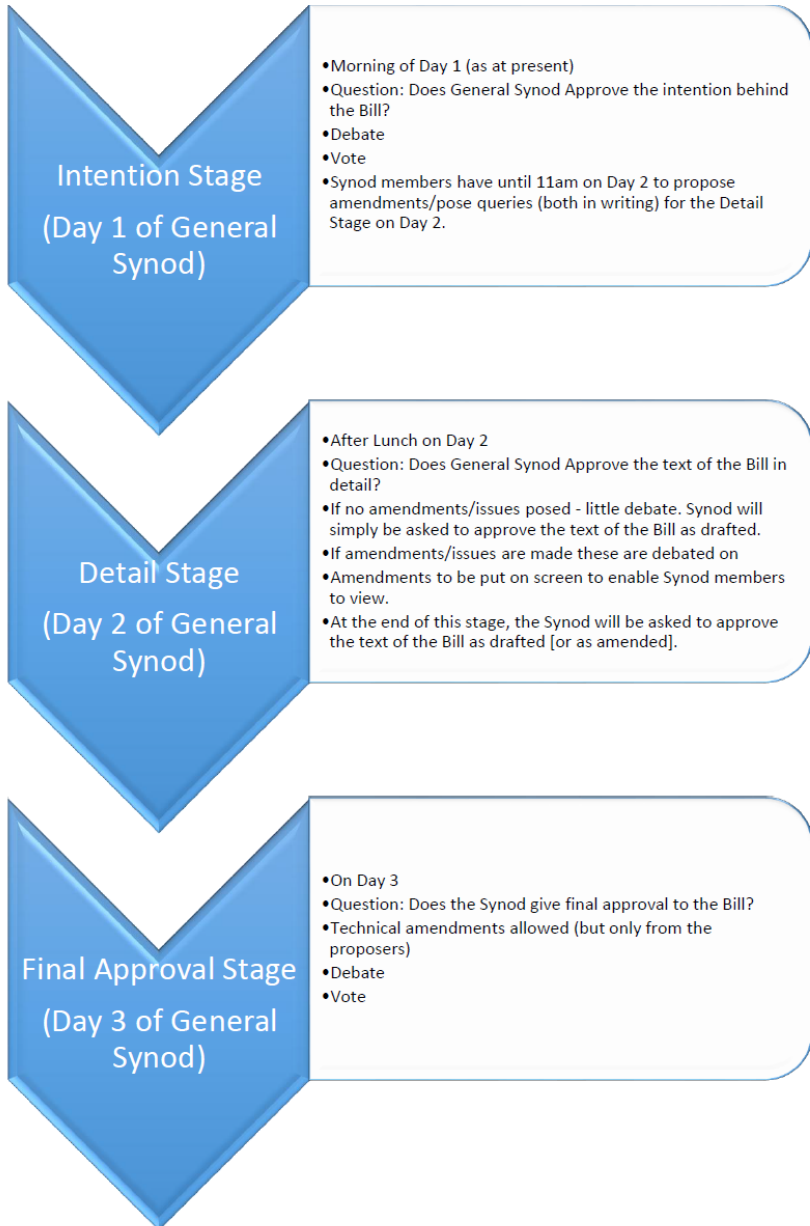 Intention Stage
(Day 1 of General
Synod)
•Morning of Day 1 (as at present)
•Question: Does General Synod Approve the intention behind
the Bill?
•Debate
•Vote
•Synod members have until 11am on Day 2 to propose
amendments/pose queries (both in writing) for the Detail
Stage on Day 2.
Detail Stage
(Day 2 of General
Synod)
•After Lunch on Day 2
•Question: Does General Synod Approve the text of the Bill in
detail?
•If no amendments/issues posed - little debate. Synod will
simply be asked to approve the text of the Bill as drafted.
•If amendments/issues are made these are debated on
•Amendments to be put on screen to enable Synod members
to view.
•At the end of this stage, the Synod will be asked to approve
the text of the Bill as drafted [or as amended].
Final Approval Stage
(Day 3 of General
Synod)
•On Day 3
•Question: Does the Synod give final approval to the Bill?
•Technical amendments allowed (but only from the
proposers)
•Debate
•Vote